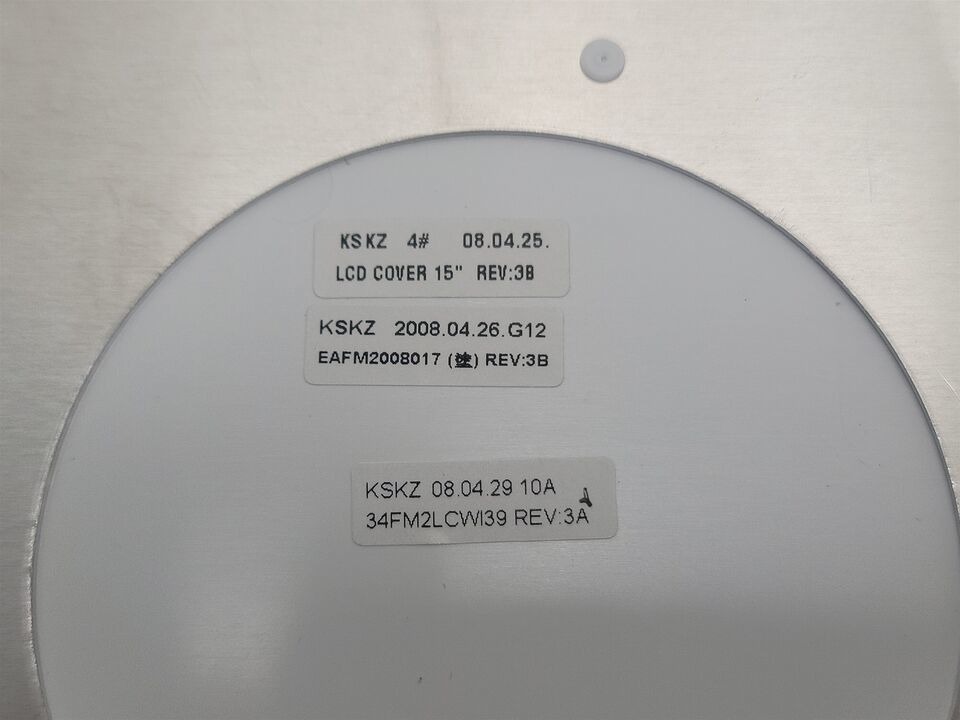 KSKZ 4# 08.04.25.
LCD COVER 15" REV:3B
KSKZ 2008.04.26.G12
EAFM2008017 (塗) REV:3B
KSKZ 08.04.29 10A
34FM2LCWI39 REV:3A